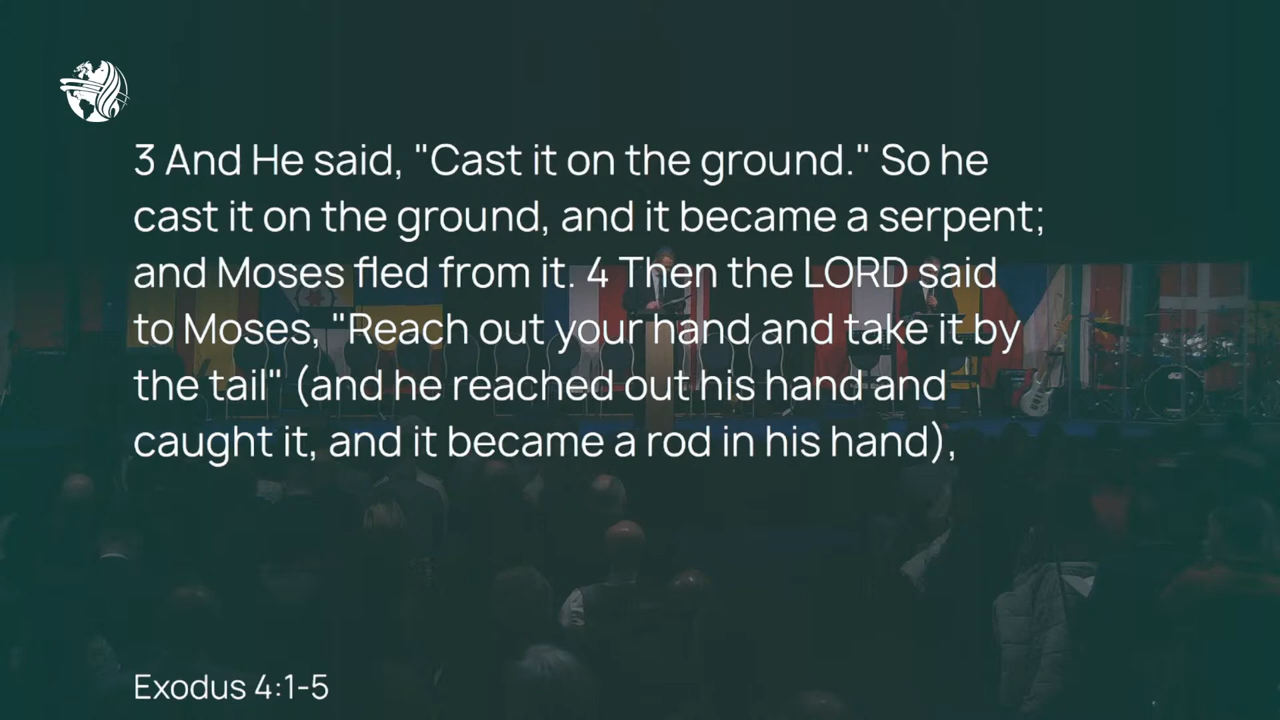 3 And He said, "Cast it on the ground." So he
cast it on the ground, and it became a serpent;
and Moses fled from it. 4 Then the LORD said
to Moses, "Reach out your hand and take it by
the tail" (and he reached out his hand and
caught it, and it became a rod in his hand),
Exodus 4:1-5